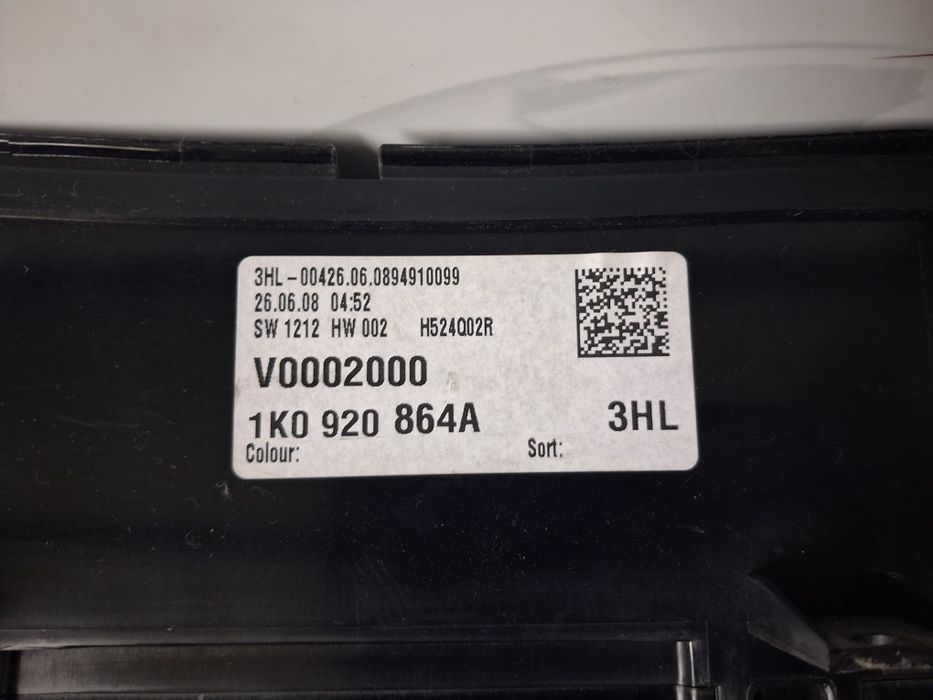 3HL-00426.06.0894910099
26.06.08 04:52
SW 1212 HW 002 H524Q02R
V0002000
1K0 920 864A 3HL
Colour: Sort: